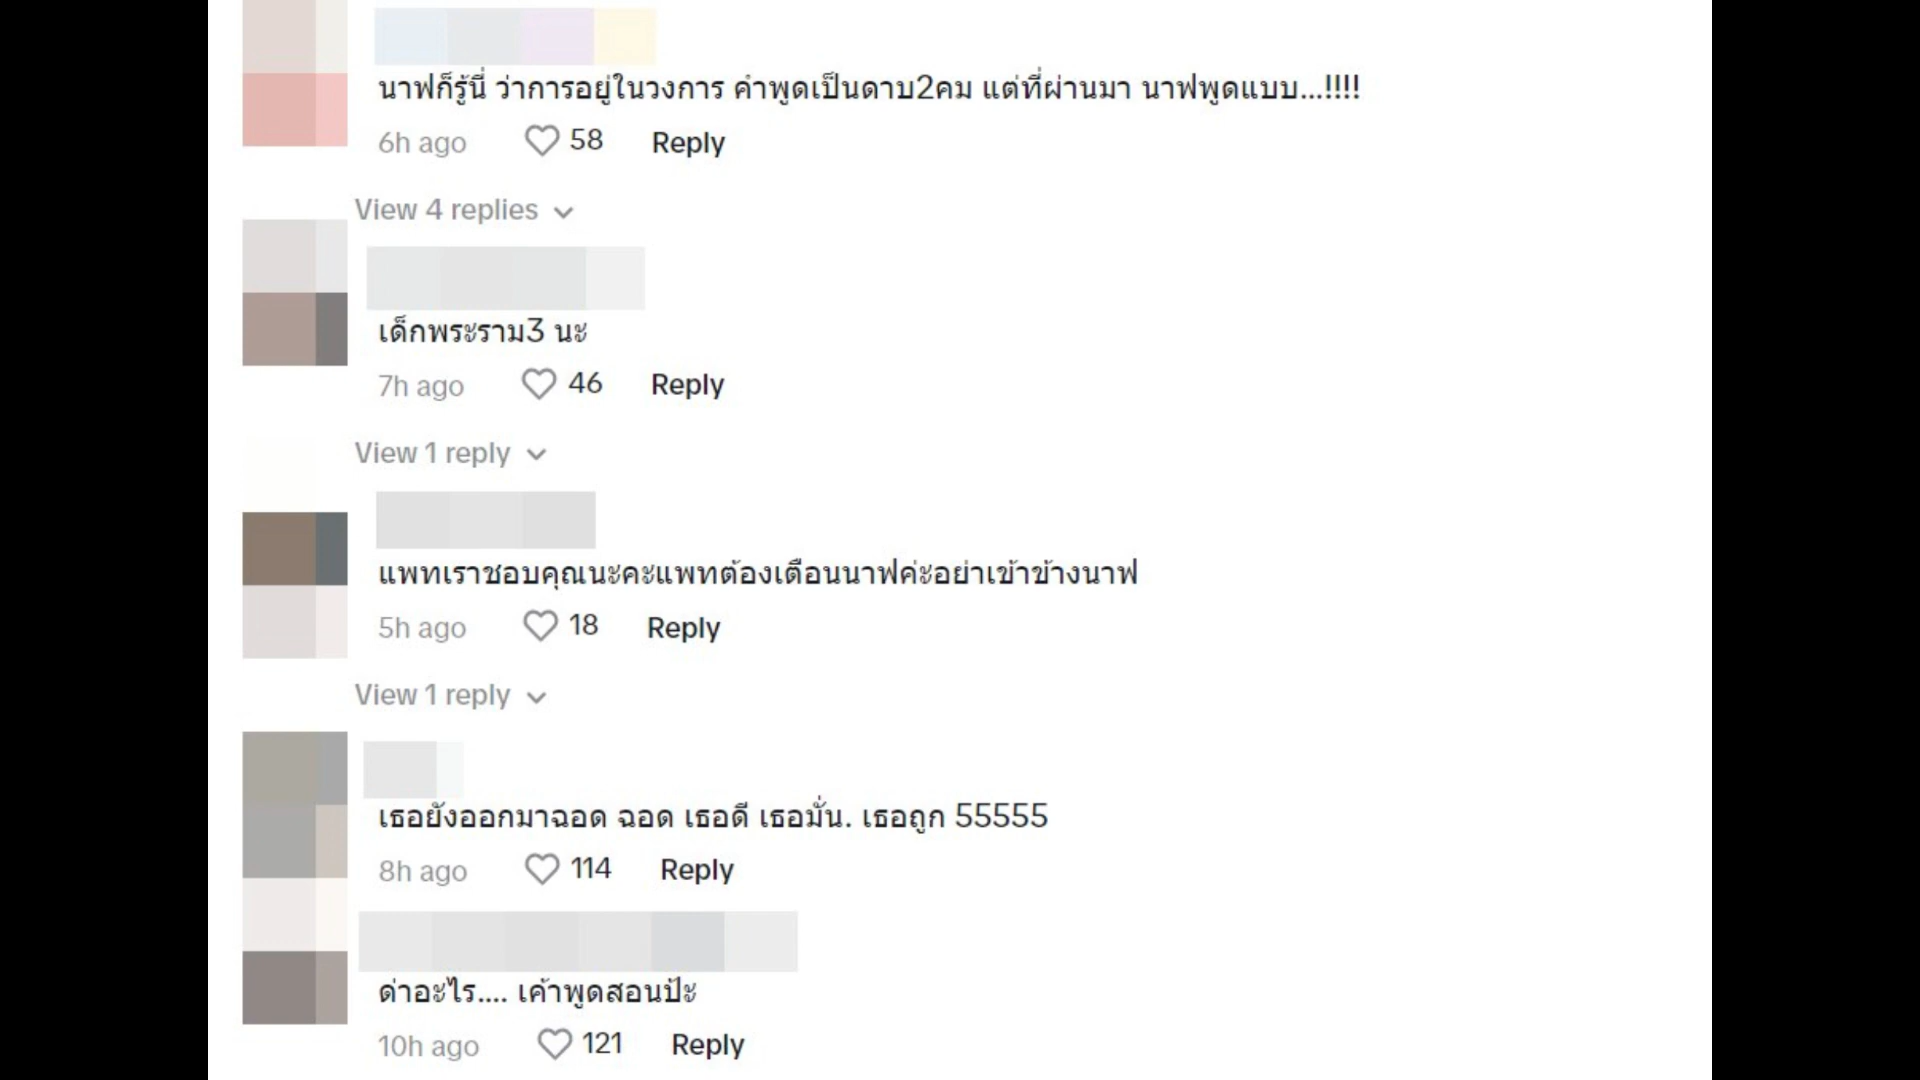 นาฟก็รู้นี่ ว่าการอยู่ในวงการ คำพูดเป็นดาบ2คม แต่ที่ผ่านมา นาฟพูดแบบ...!!!!
6h ago 58 Reply
View 4 replies
เด็กพระราม3 นะ
7h ago 46 Reply
View 1 reply
แพทเราชอบคุณนะคะแพทต้องเตือนนาฟค่ะอย่าเข้าข้างนาฟ
5h ago 18 Reply
View 1 reply
เธอยังออกมาฉอด ฉอด เธอดี เธอมั่น. เธอถูก 55555
8h ago 114 Reply
ด่าอะไร.... เค้าพูดสอนป้ะ
10h ago 121 Reply